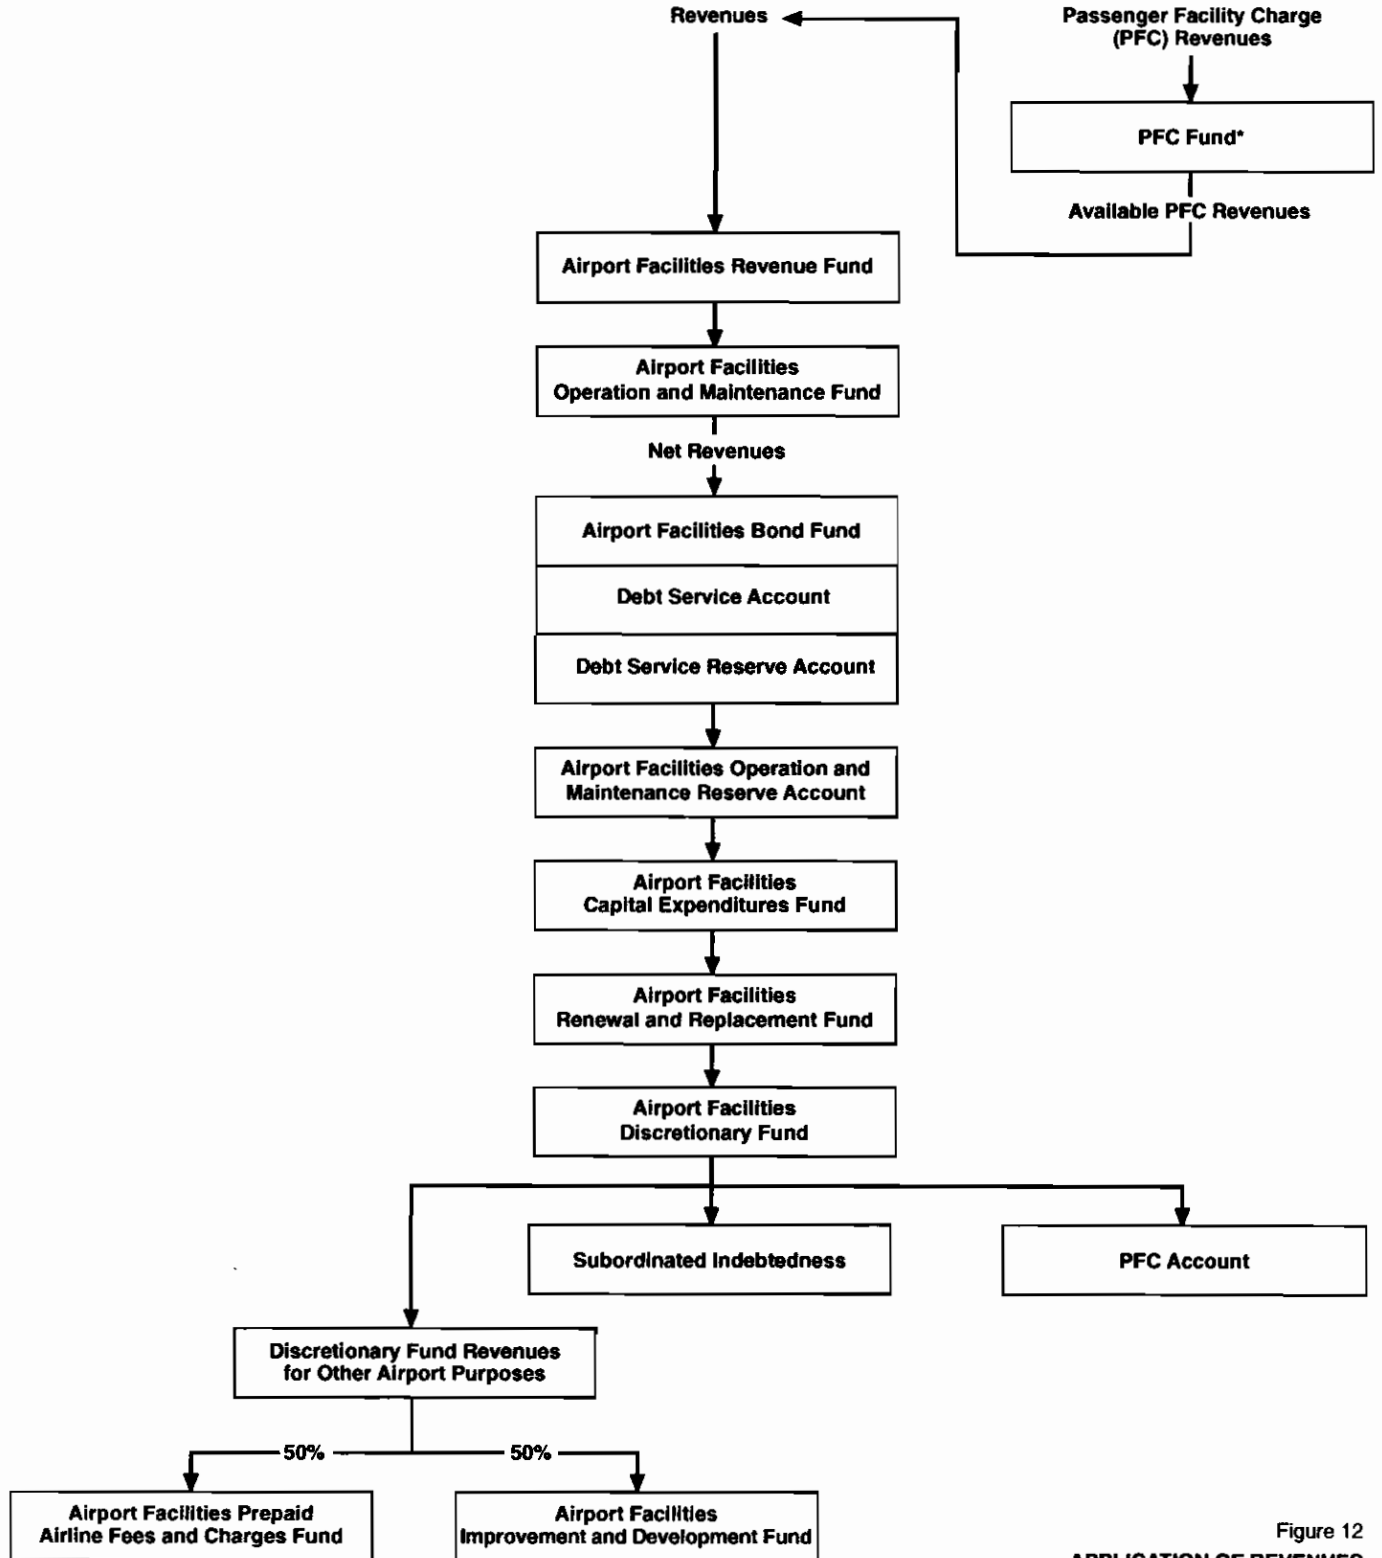 Revenues
Passenger Facility Charge
(PFC) Revenues
PFC Fund*
Available PFC Revenues
Airport Facilities Revenue Fund
Airport Facilities
Operation and Maintenance Fund
Net Revenues
Airport Facilities Bond Fund
Debt Service Account
Debt Service Reserve Account
Airport Facilities Operation and
Maintenance Reserve Account
Airport Facilities
Capital Expenditures Fund
Airport Facilities
Renewal and Replacement Fund
Airport Facilities
Discretionary Fund
Subordinated Indebtedness
PFC Account
Discretionary Fund Revenues
for Other Airport Purposes
50%
50%
Airport Facilities Prepaid
Airline Fees and Charges Fund
Airport Facilities
Improvement and Development Fund
Figure 12
APPLICATION OF REVENUES